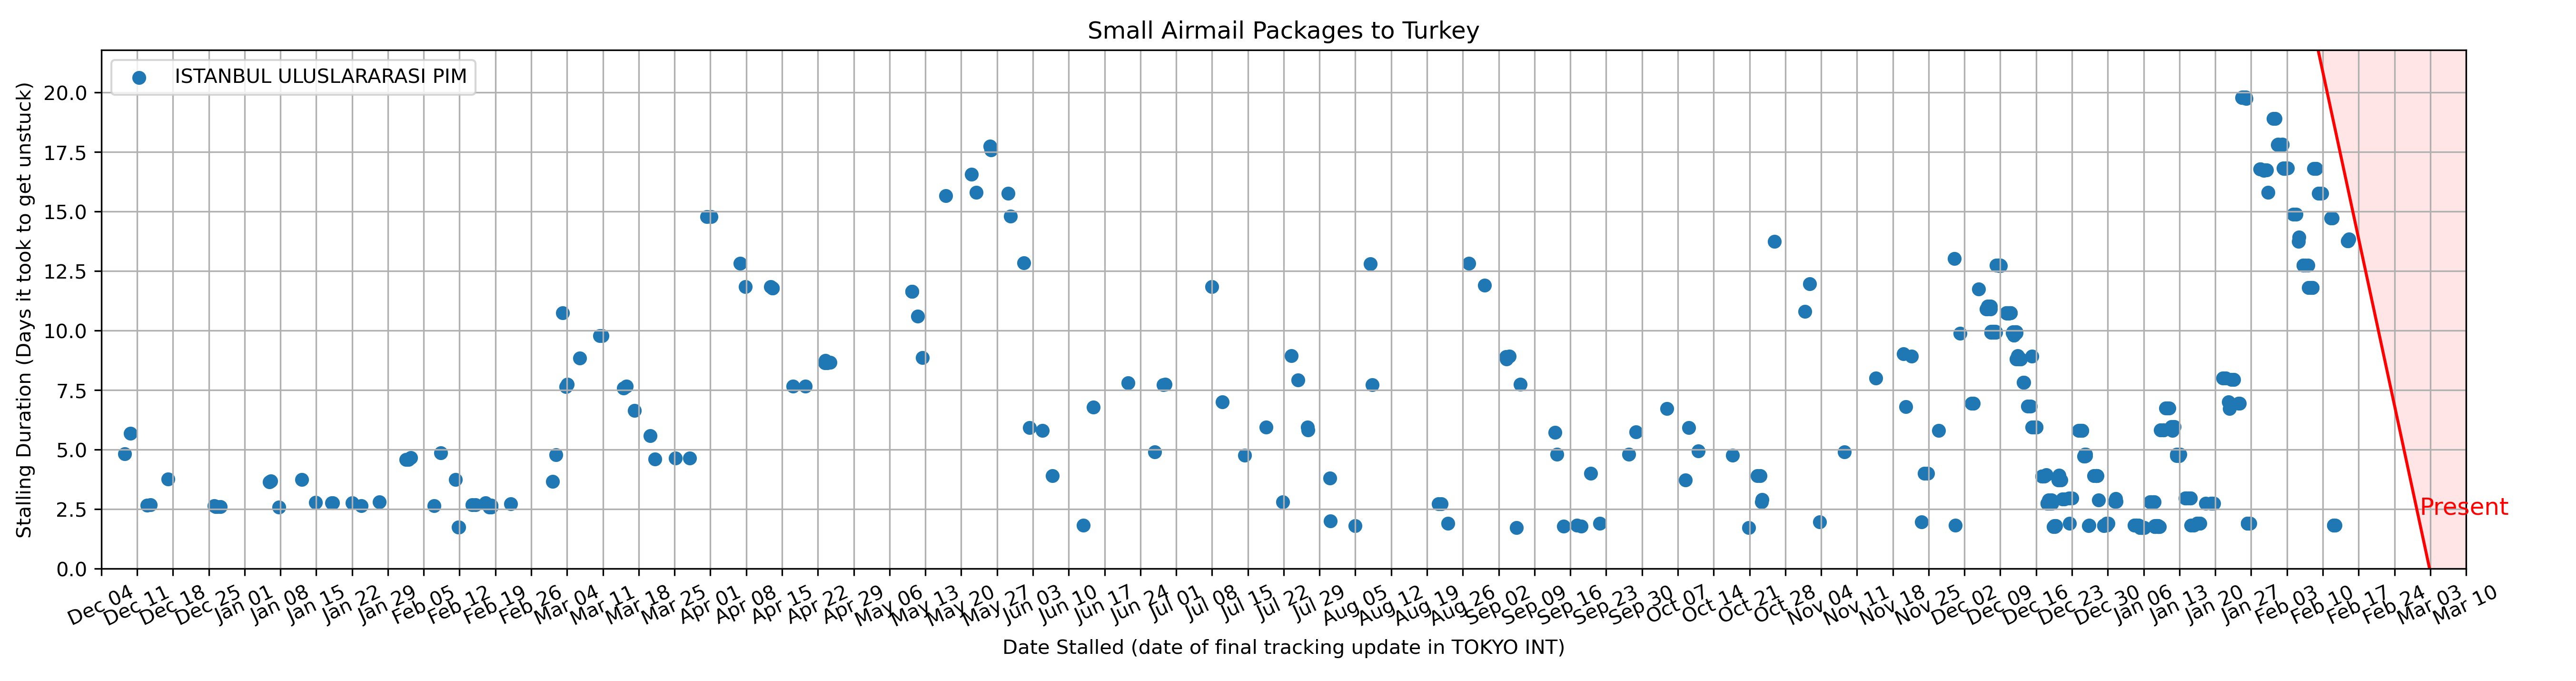 Small Airmail Packages to Turkey
ISTANBUL ULUSLARARASI PIM
Stalling Duration (Days it took to get unstuck)
20.0
17.5
15.0
12.5
10.0
7.5
5.0
2.5
0.0
Present
Dec 04 Dec 11 Dec 18 Dec 25 Jan 01 Jan 08 Jan 15 Jan 22 Jan 29 Feb 05 Feb 12 Feb 19 Feb 26 Mar 04 Mar 11 Mar 18 Mar 25 Apr 01 Apr 08 Apr 15 Apr 22 Apr 29 May 06 May 13 May 20 May 27 Jun 03 Jun 10 Jun 17 Jun 24 Jul 01 Jul 08 Jul 15 Jul 22 Jul 29 Aug 05 Aug 12 Aug 19 Aug 26 Sep 02 Sep 09 Sep 16 Sep 23 Sep 30 Oct 07 Oct 14 Oct 21 Oct 28 Nov 04 Nov 11 Nov 18 Nov 25 Dec 02 Dec 09 Dec 16 Dec 23 Dec 30 Jan 06 Jan 13 Jan 20 Jan 27 Feb 03 Feb 10 Feb 17 Feb 24 Mar 03 Mar 10
Date Stalled (date of final tracking update in TOKYO INT)